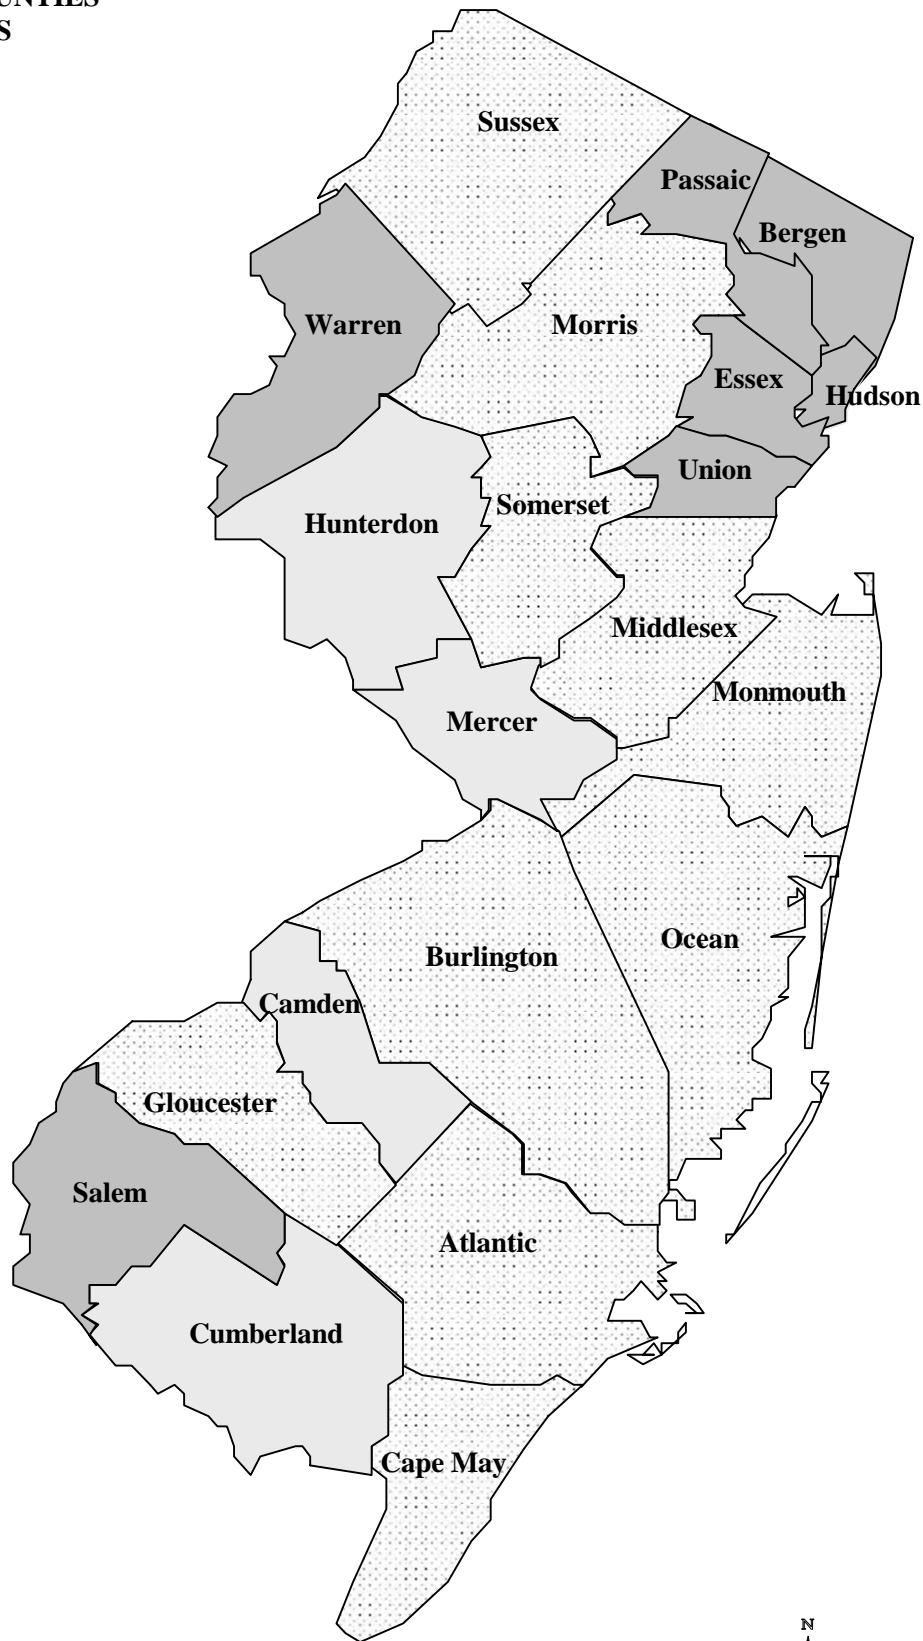 S
Sussex
Passaic
Bergen
Warren
Morris
Essex
Hudson
Union
Somerset
Hunterdon
Middlesex
Monmouth
Mercer
Ocean
Burlington
Camden
Gloucester
Salem
Atlantic
Cumberland
Cape May
N